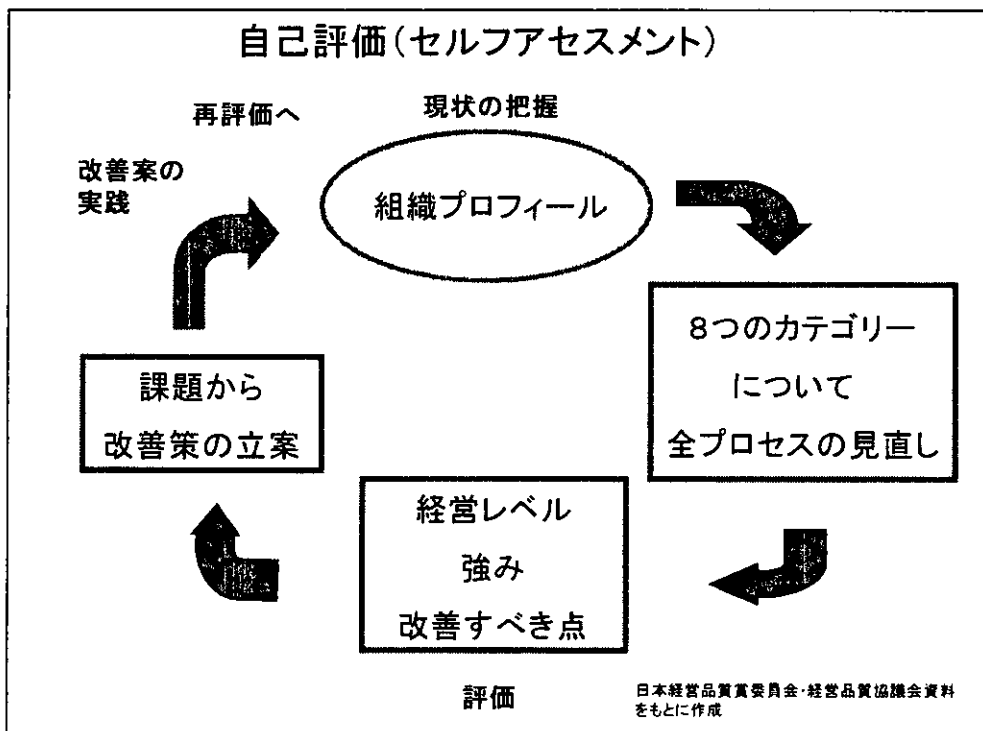 自己評価(セルフアセスメント)
再評価へ
現状の把握
改善案の
実践
組織プロフィール
8つのカテゴリー
について
全プロセスの見直し
課題から
改善策の立案
経営レベル
強み
改善すべき点
評価
日本経営品質賞委員会・経営品質協議会資料
をもとに作成